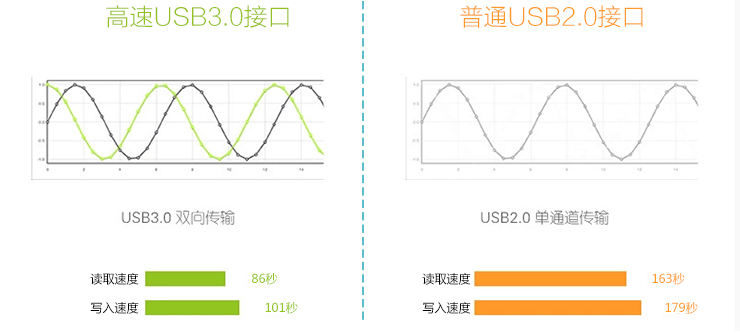 高速USB3.0接口
普通USB2.0接口
USB3.0 双向传输
USB2.0 单通道传输
读取速度 86秒
写入速度 101秒
读取速度 163秒
写入速度 179秒